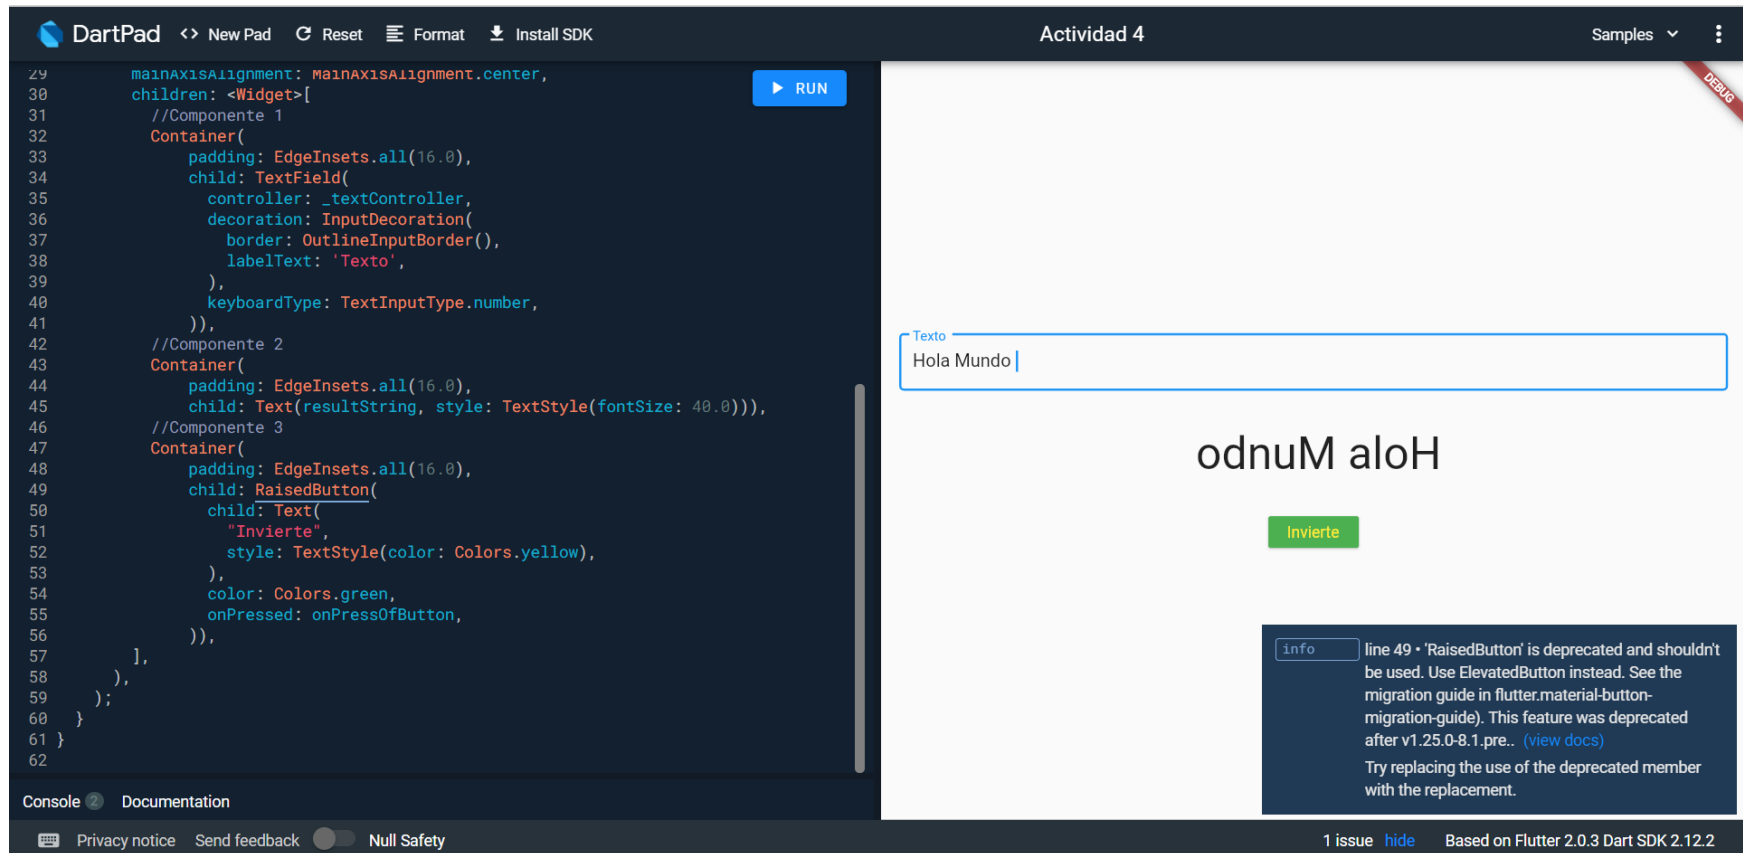 DartPad <> New Pad Reset Format Install SDK Actividad 4 Samples
29 mainAxisAlignment: MainAxisAlignment.center,
30 children: <Widget>[
31 //Componente 1
32 Container(
33 padding: EdgeInsets.all(16.0),
34 child: TextField(
35 controller: _textController,
36 decoration: InputDecoration(
37 border: OutlineInputBorder(),
38 labelText: 'Texto',
39 ),
40 keyboardType: TextInputType.number,
41 )),
42 //Componente 2
43 Container(
44 padding: EdgeInsets.all(16.0),
45 child: Text(resultString, style: TextStyle(fontSize: 40.0))),
46 //Componente 3
47 Container(
48 padding: EdgeInsets.all(16.0),
49 child: RaisedButton(
50 child: Text(
51 "Invierte",
52 style: TextStyle(color: Colors.yellow),
53 ),
54 color: Colors.green,
55 onPressed: onPressOfButton,
56 )),
57 ],
58 ),
59 );
60 }
61 }
62
RUN
DEBUG
Texto
Hola Mundo
odnuM aloH
Invierte
info line 49 • 'RaisedButton' is deprecated and shouldn't
be used. Use ElevatedButton instead. See the
migration guide in flutter.material-button-
migration-guide). This feature was deprecated
after v1.25.0-8.1.pre.. (view docs)
Try replacing the use of the deprecated member
with the replacement.
Console 2 Documentation
Privacy notice Send feedback Null Safety 1 issue hide Based on Flutter 2.0.3 Dart SDK 2.12.2